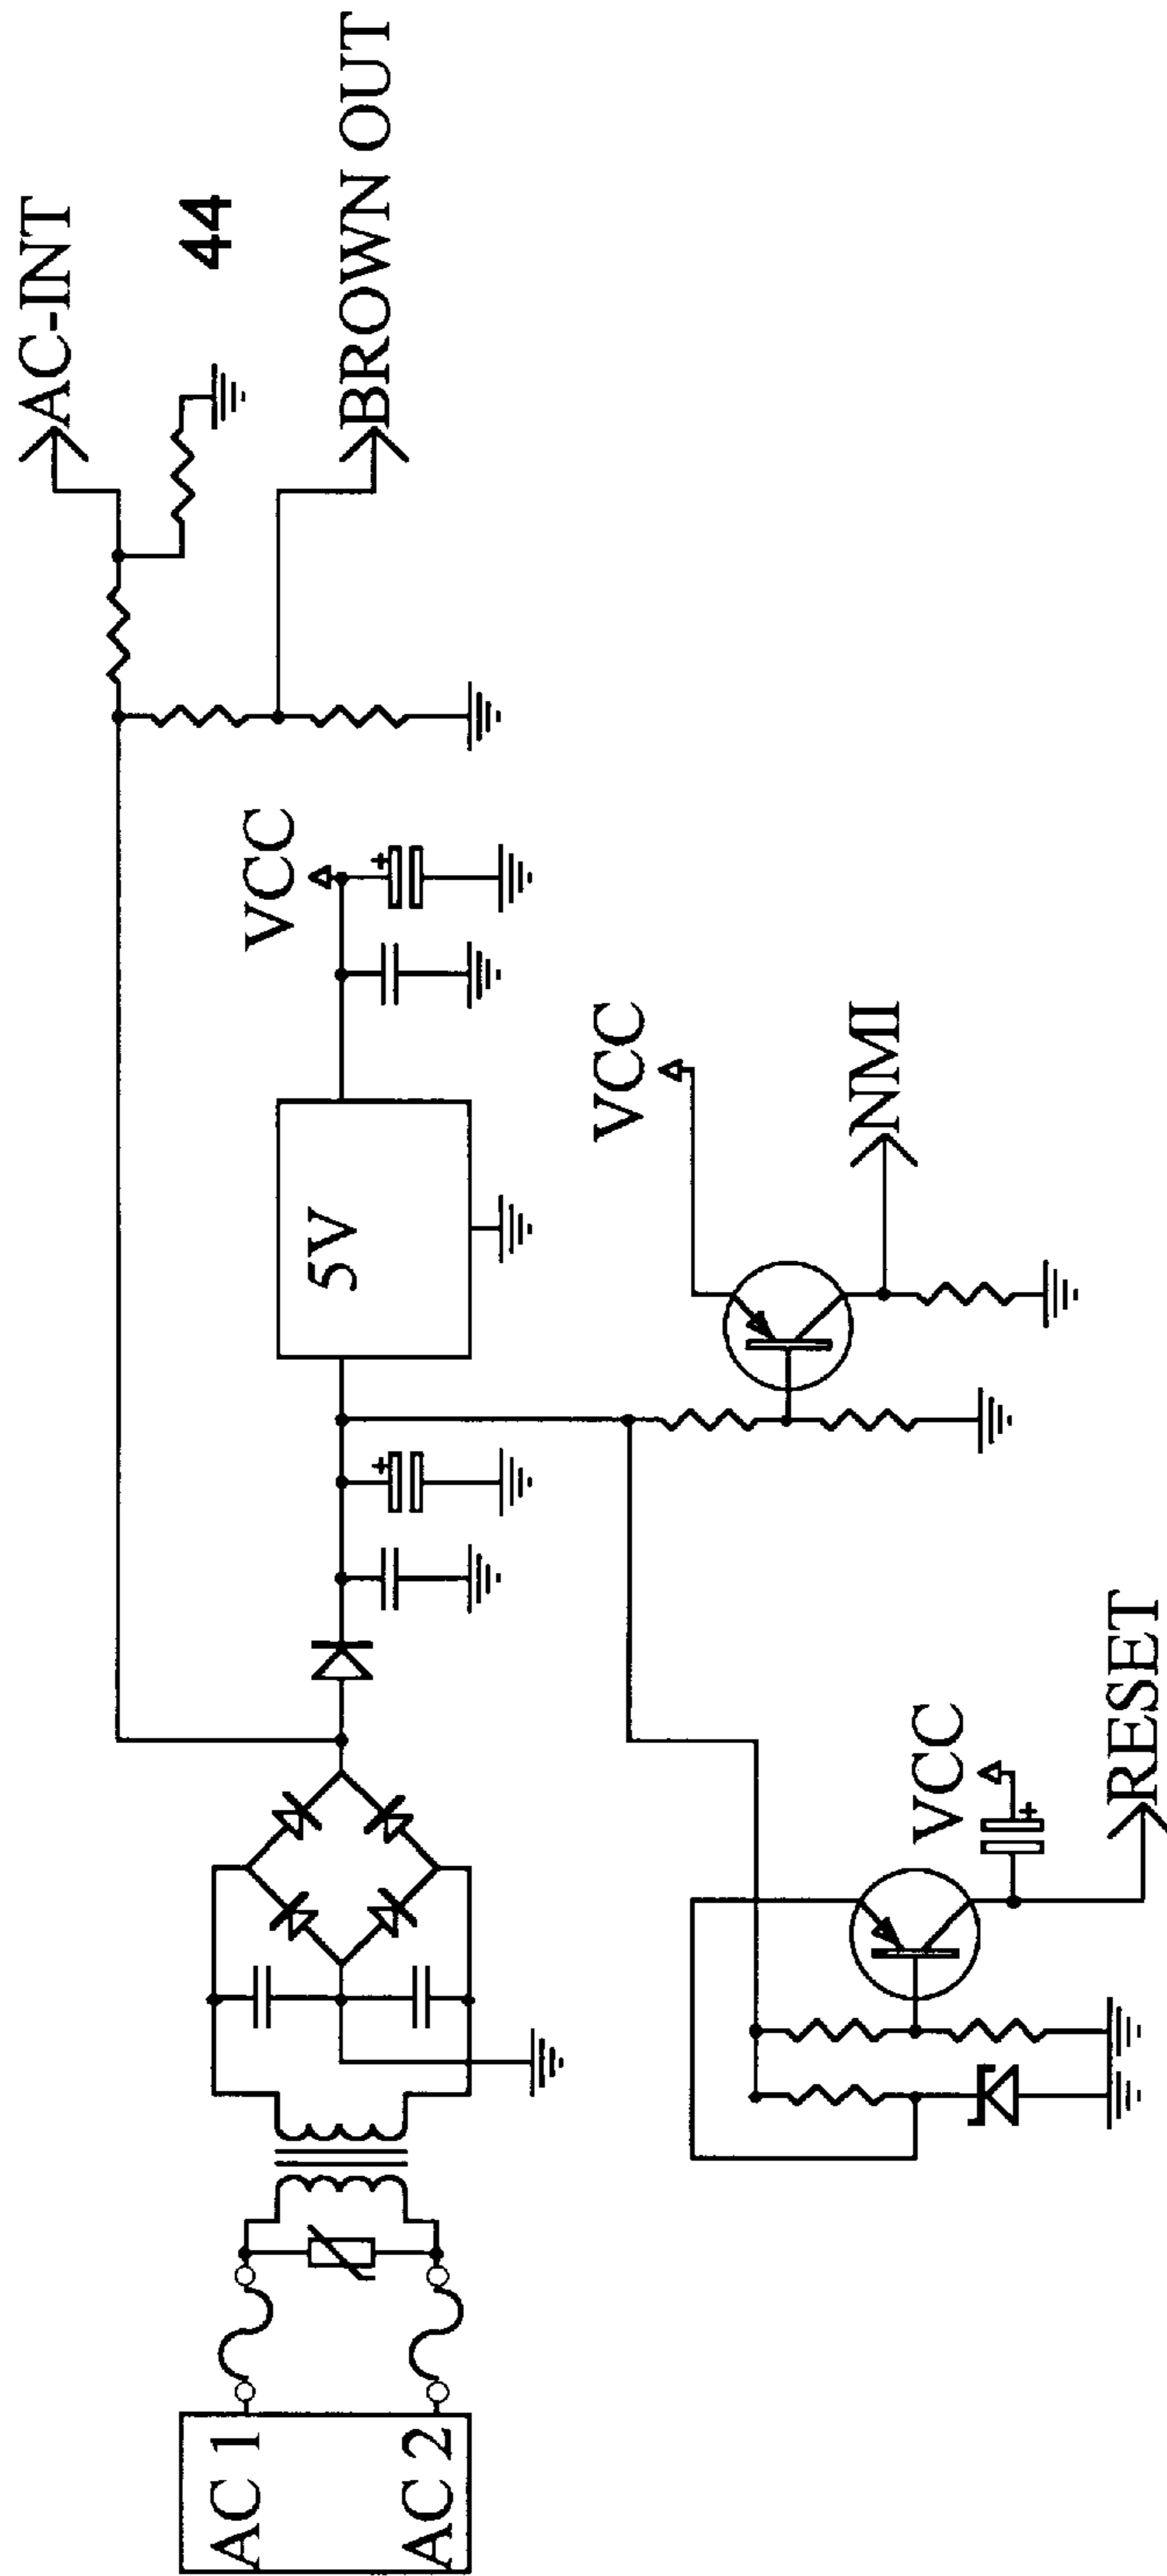 AC-INT
44
BROWN OUT
VCC
5V
VCC
NMI
VCC
RESET
AC 1
AC 2